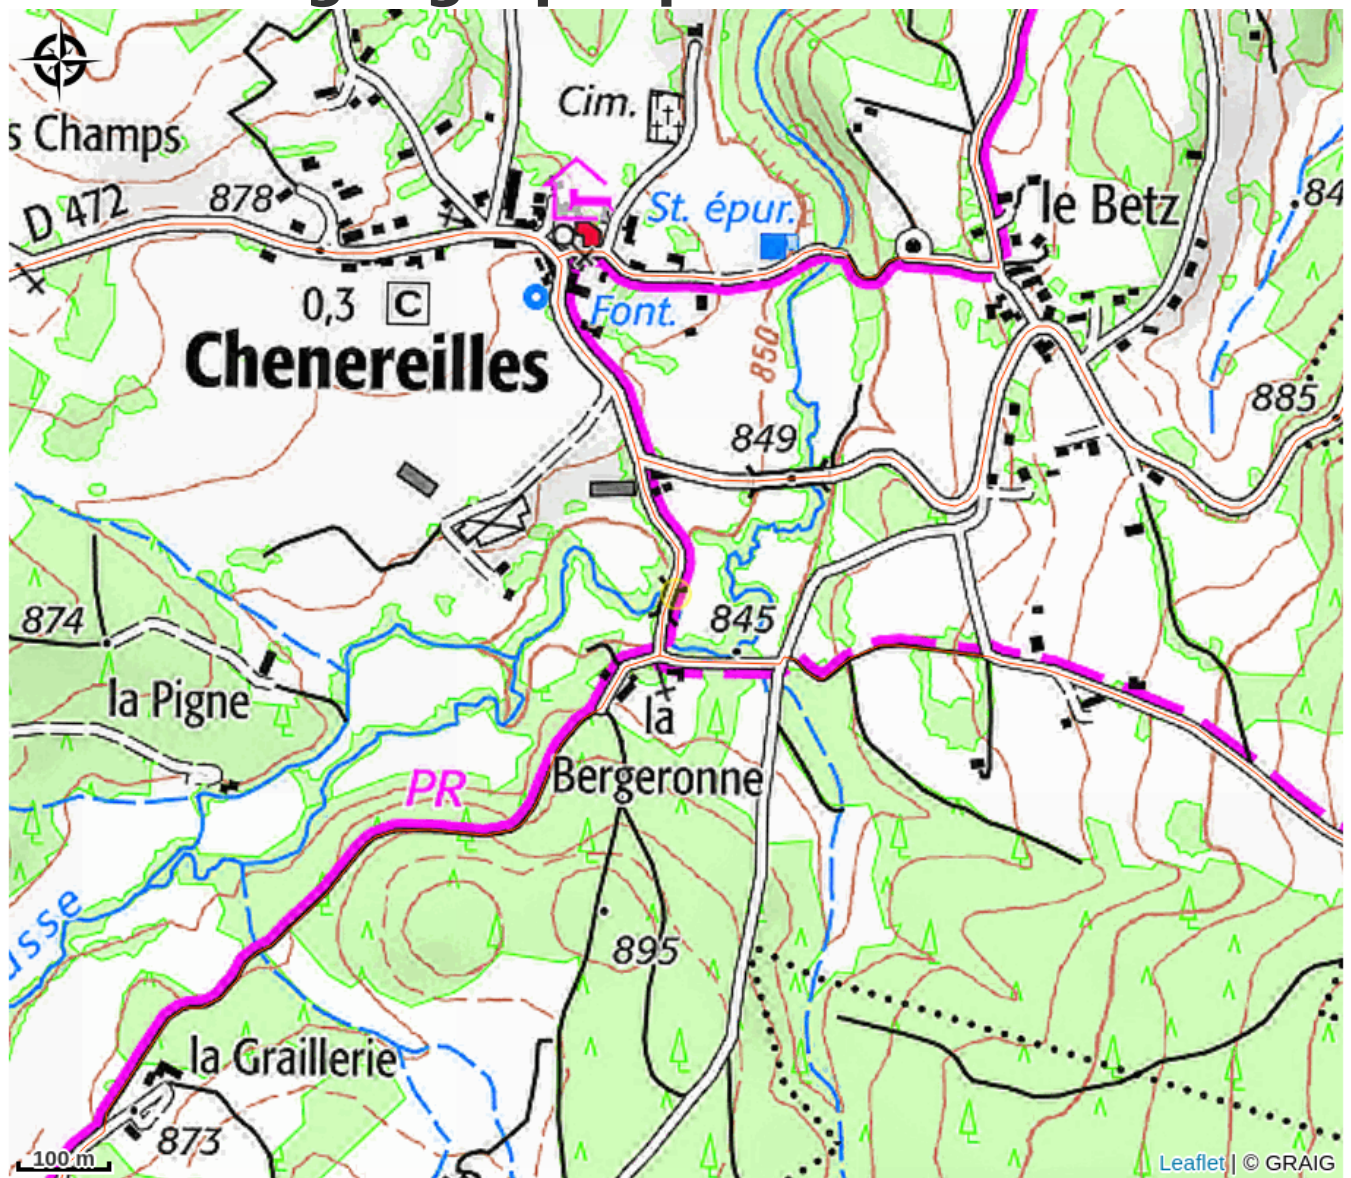 Cim.
s Champs
D 472
878
St. épur.
le Betz
84
0,3 C
Font.
Chenereilles
850
885
849
874
845
la Pigne
la
Bergeronne
PR
usse
895
la Graillerie
873
100 m
Leaflet | © GRAIG